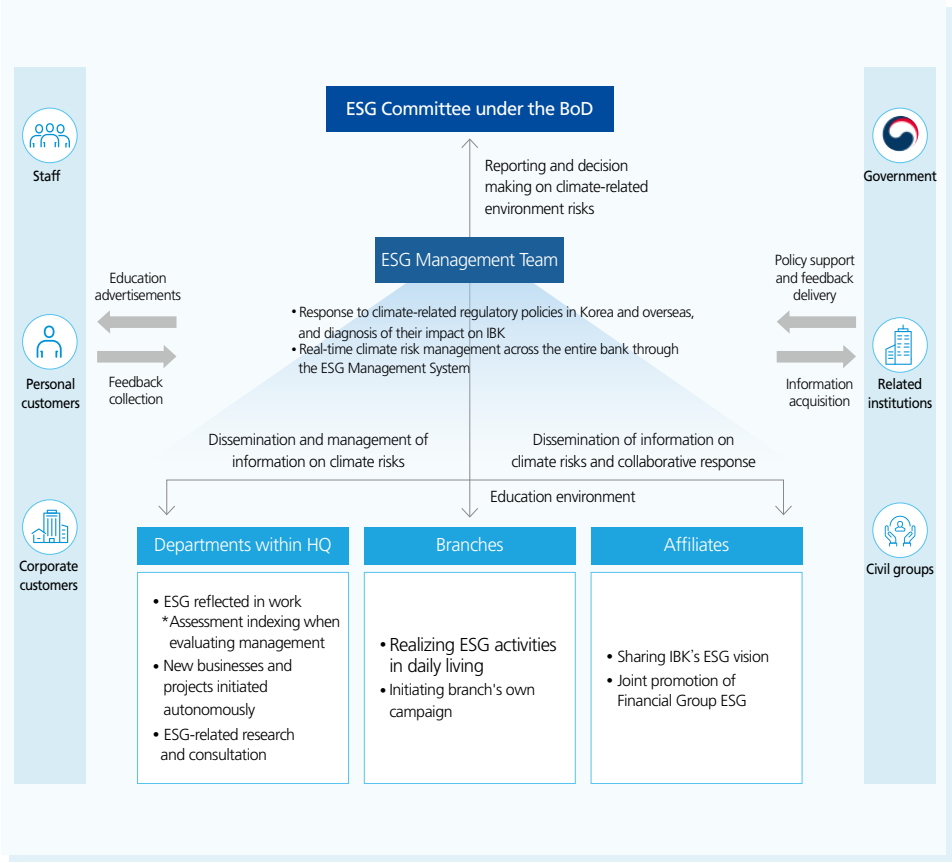 ESG Committee under the BoD
Reporting and decision
making on climate-related
environment risks
ESG Management Team
• Response to climate-related regulatory policies in Korea and overseas,
and diagnosis of their impact on IBK
• Real-time climate risk management across the entire bank through
the ESG Management System
Staff
Personal
customers
Corporate
customers
Education
advertisements
Feedback
collection
Government
Related
institutions
Civil groups
Policy support
and feedback
delivery
Information
acquisition
Dissemination and management of
information on climate risks
Dissemination of information on
climate risks and collaborative response
Education environment
Departments within HQ
• ESG reflected in work
*Assessment indexing when
evaluating management
• New businesses and
projects initiated
autonomously
• ESG-related research
and consultation
Branches
• Realizing ESG activities
in daily living
• Initiating branch's own
campaign
Affiliates
• Sharing IBK's ESG vision
• Joint promotion of
Financial Group ESG